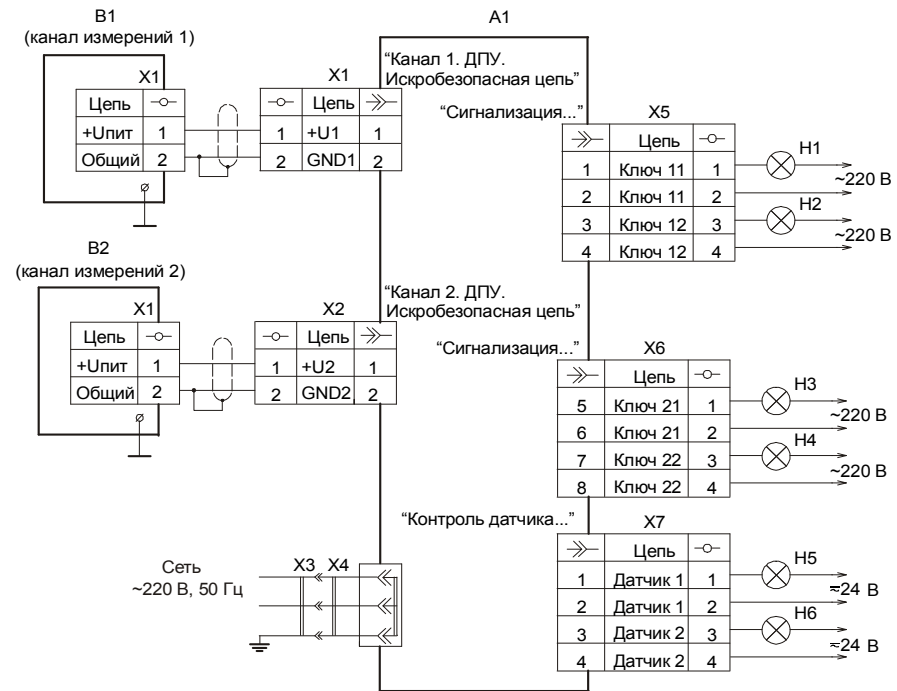 B1
(канал измерений 1)
X1
Цепь
+Uпит 1
Общий 2
X1
Цепь
1 +U1 1
2 GND1 2
A1
“Канал 1. ДПУ.
Искробезопасная цепь”
“Сигнализация...”
X5
Цепь
1 Ключ 11 1
2 Ключ 11 2
3 Ключ 12 3
4 Ключ 12 4
H1
~220 В
H2
~220 В
B2
(канал измерений 2)
X1
Цепь
+Uпит 1
Общий 2
X2
Цепь
1 +U2 1
2 GND2 2
“Канал 2. ДПУ.
Искробезопасная цепь”
“Сигнализация...”
X6
Цепь
5 Ключ 21 1
6 Ключ 21 2
7 Ключ 22 3
8 Ключ 22 4
H3
~220 В
H4
~220 В
“Контроль датчика...”
X7
Цепь
1 Датчик 1 1
2 Датчик 1 2
3 Датчик 2 3
4 Датчик 2 4
H5
≂24 В
H6
≂24 В
Сеть
~220 В, 50 Гц
X3 X4